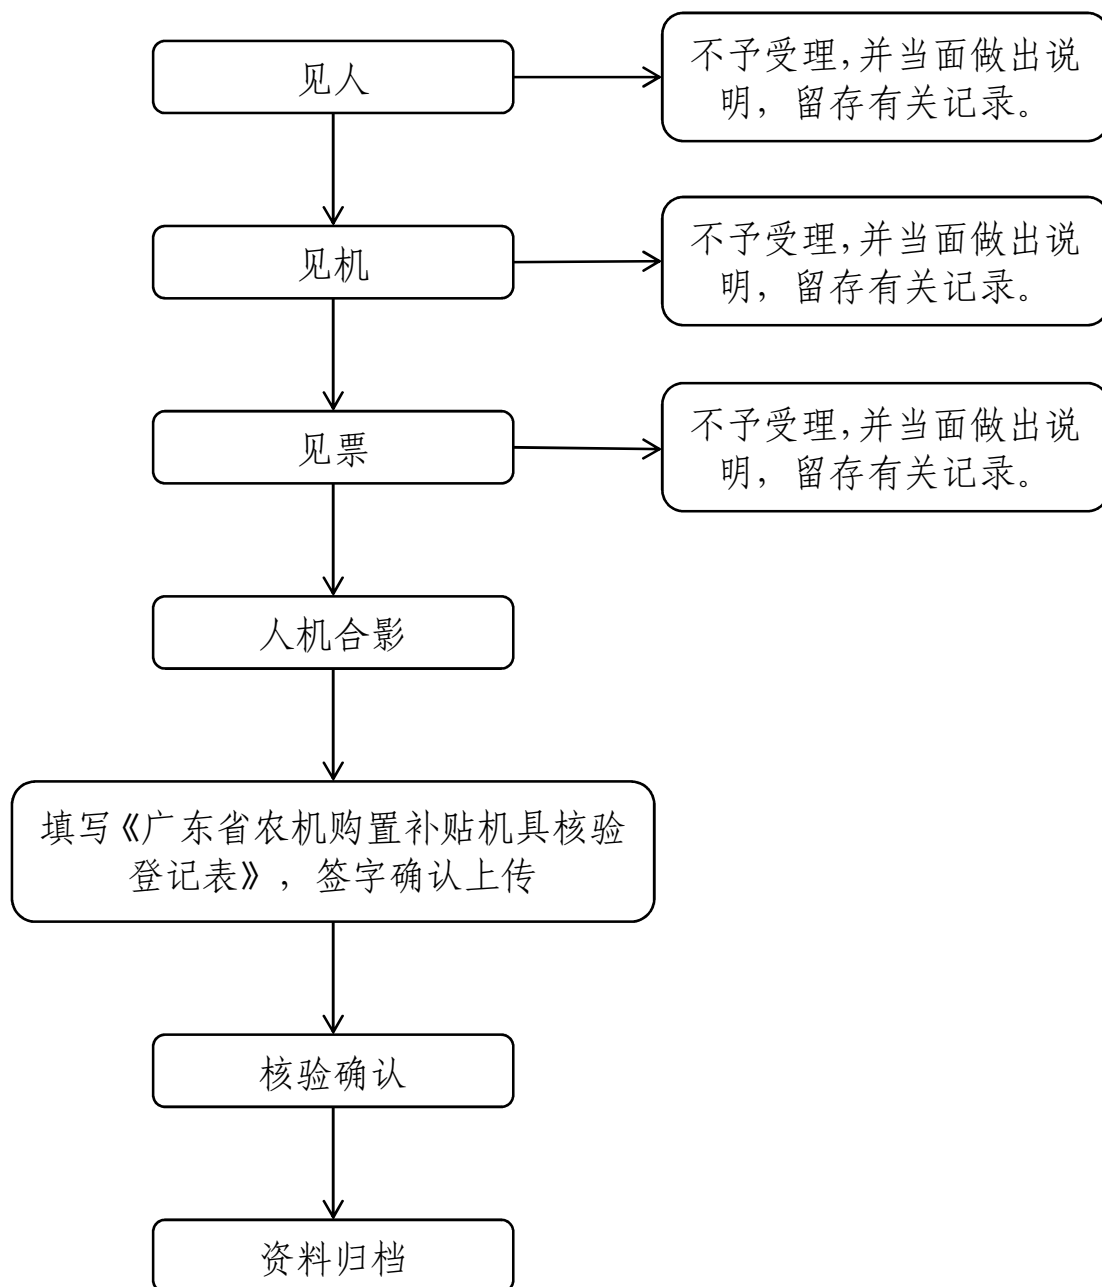 见人
不予受理，并当面做出说
明，留存有关记录。
见机
不予受理，并当面做出说
明，留存有关记录。
见票
不予受理，并当面做出说
明，留存有关记录。
人机合影
填写《广东省农机购置补贴机具核验
登记表》，签字确认上传
核验确认
资料归档